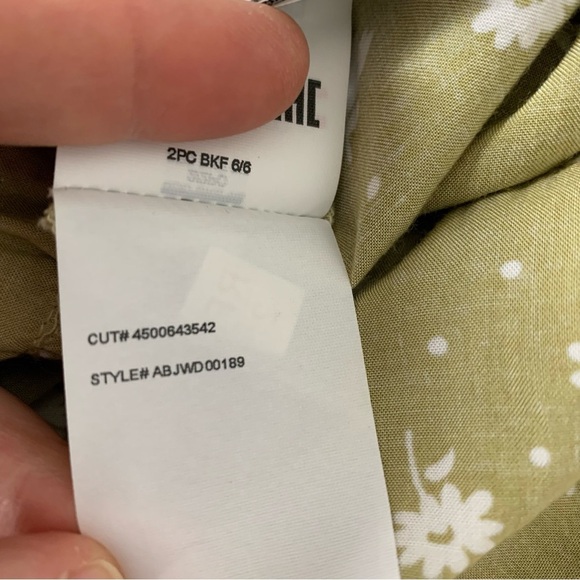 2PC BKF 6/6
CUT# 4500643542
STYLE# ABJWD00189